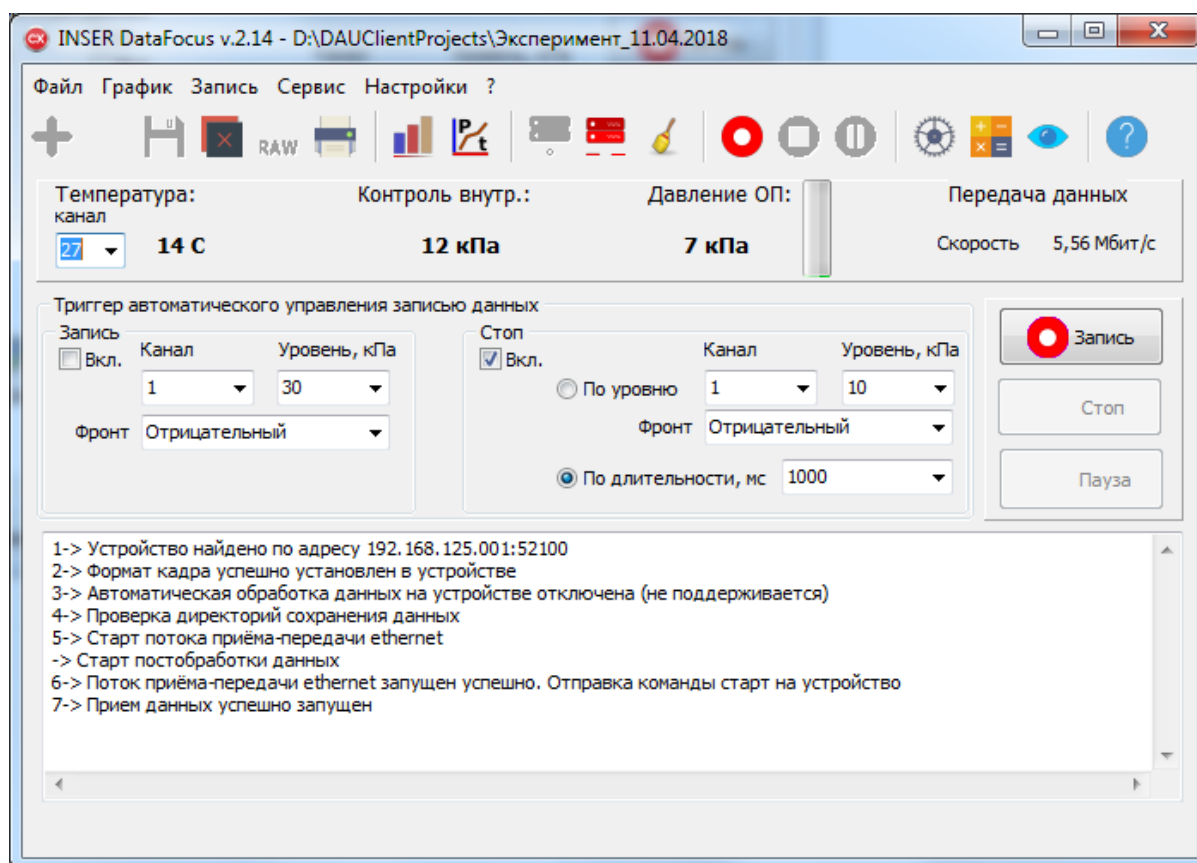 INSER DataFocus v.2.14 - D:\DAUClientProjects\Эксперимент_11.04.2018
Файл График Запись Сервис Настройки ?
RAW P t
Температура: Контроль внутр.: Давление ОП: Передача данных
канал
27 14 C 12 кПа 7 кПа Скорость 5,56 Мбит/с
Триггер автоматического управления записью данных
Запись Стоп
Вкл. Канал Уровень, кПа Вкл. Канал Уровень, кПа Запись
1 30 По уровню 1 10 Стоп
Фронт Отрицательный Фронт Отрицательный
По длительности, мс 1000 Пауза
1-> Устройство найдено по адресу 192.168.125.001:52100
2-> Формат кадра успешно установлен в устройстве
3-> Автоматическая обработка данных на устройстве отключена (не поддерживается)
4-> Проверка директорий сохранения данных
5-> Старт потока приёма-передачи ethernet
-> Старт постобработки данных
6-> Поток приёма-передачи ethernet запущен успешно. Отправка команды старт на устройство
7-> Прием данных успешно запущен